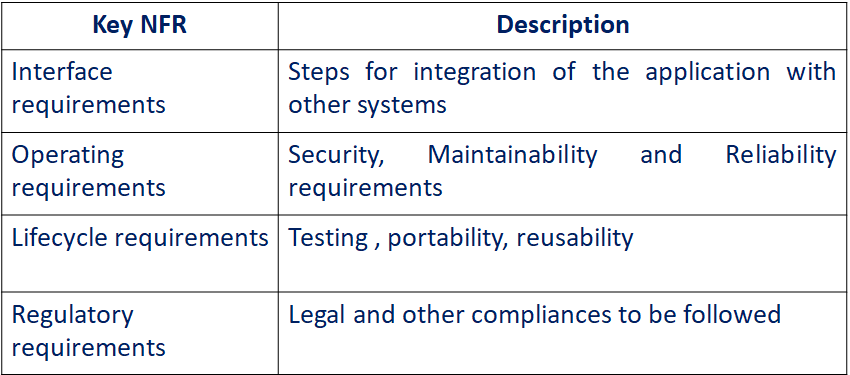 Key NFR
Description
Interface
requirements
Steps for integration of the application with
other systems
Operating
requirements
Security, Maintainability and Reliability
requirements
Lifecycle requirements
Testing , portability, reusability
Regulatory
requirements
Legal and other compliances to be followed